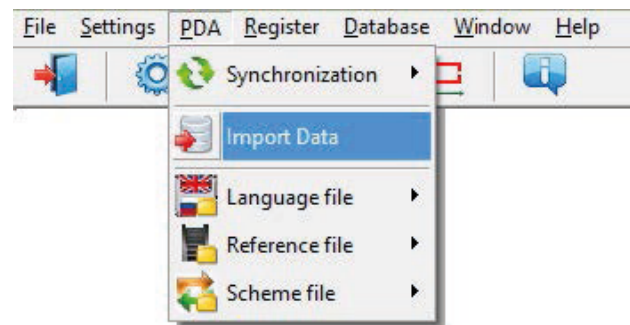 File Settings PDA Register Database Window Help
Synchronization
Import Data
Language file
Reference file
Scheme file